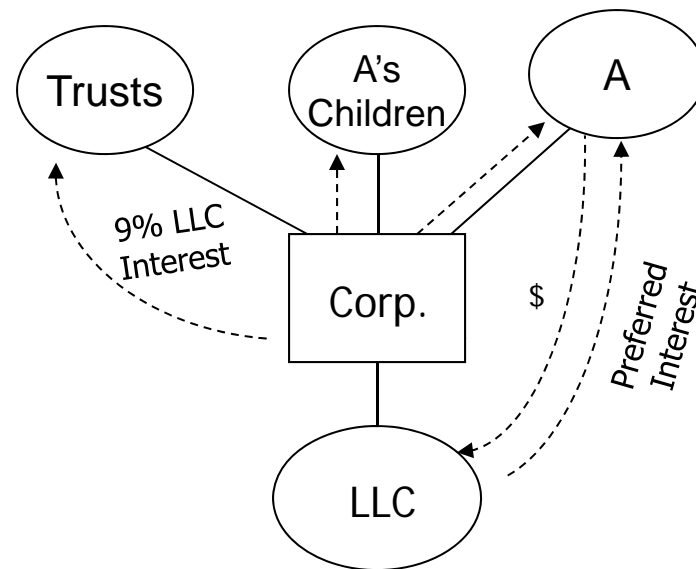 Trusts
A's
Children
A
9% LLC
Interest
Corp.
$
Preferred
Interest
LLC